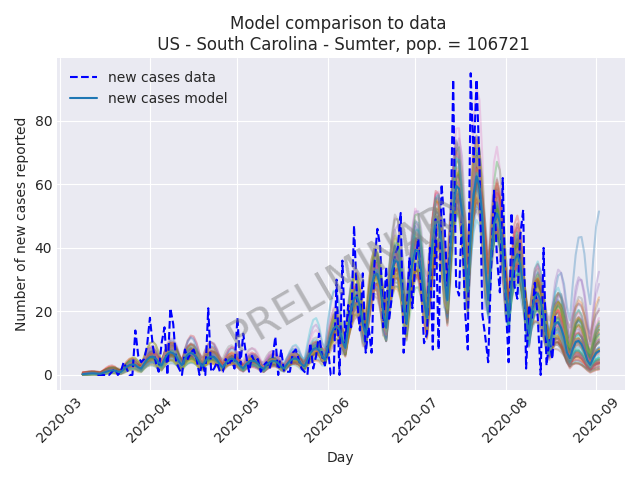 Model comparison to data
US - South Carolina - Sumter, pop. = 106721
new cases data
new cases model
Number of new cases reported
80
60
40
20
0
PRELIMINARY
2020-03
2020-04
2020-05
2020-06
2020-07
2020-08
2020-09
Day